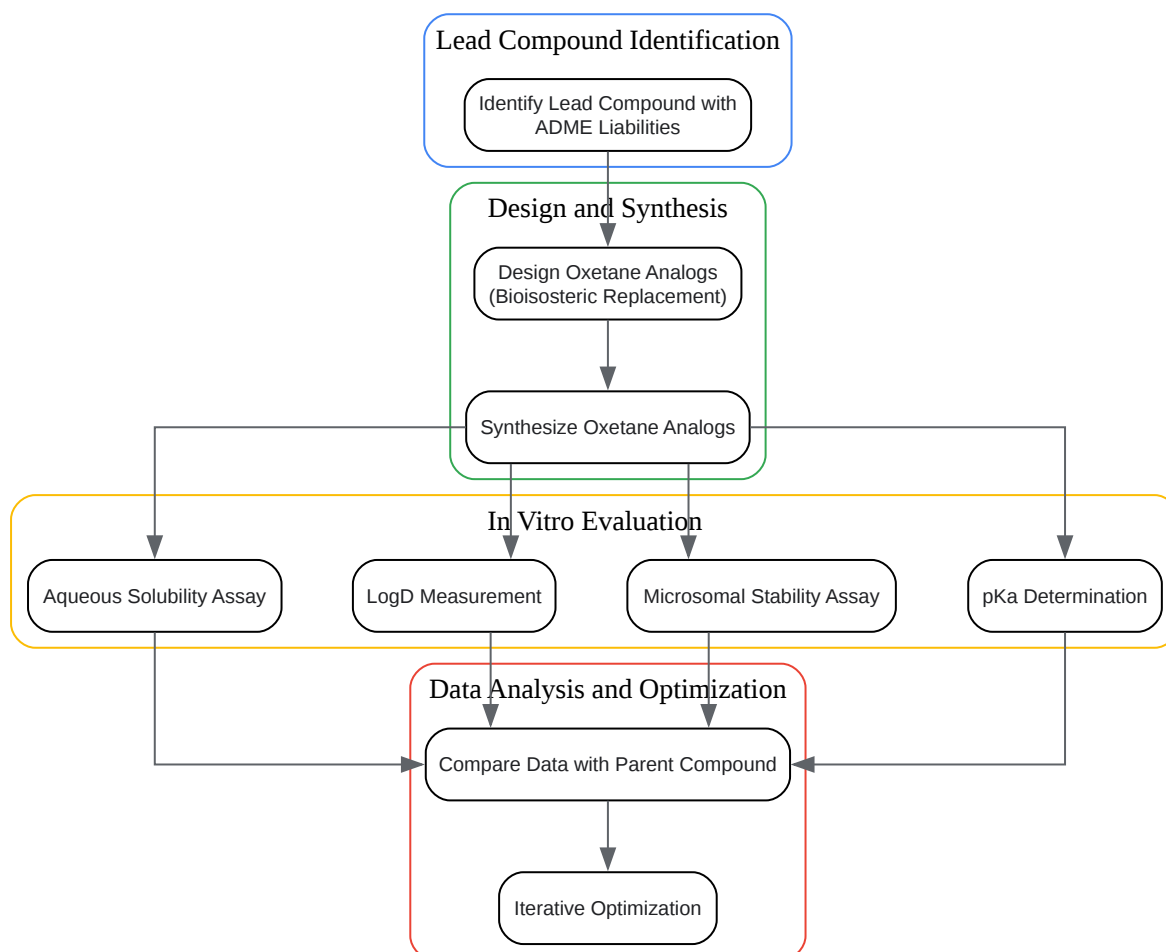 Lead Compound Identification
Identify Lead Compound with
ADME Liabilities
Design and Synthesis
Design Oxetane Analogs
(Bioisosteric Replacement)
Synthesize Oxetane Analogs
In Vitro Evaluation
Aqueous Solubility Assay
LogD Measurement
Microsomal Stability Assay
pKa Determination
Data Analysis and Optimization
Compare Data with Parent Compound
Iterative Optimization